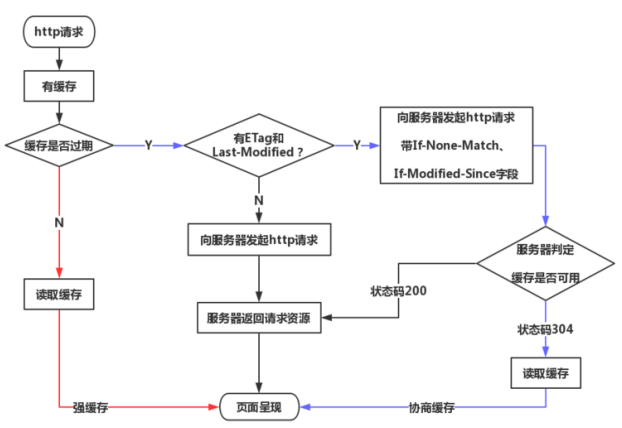 http请求
有缓存
缓存是否过期
Y
有ETag和
Last-Modified？
Y
向服务器发起http请求
带If-None-Match、
If-Modified-Since字段
N
N
向服务器发起http请求
服务器判定
缓存是否可用
读取缓存
状态码200
服务器返回请求资源
状态码304
读取缓存
强缓存
页面呈现
协商缓存